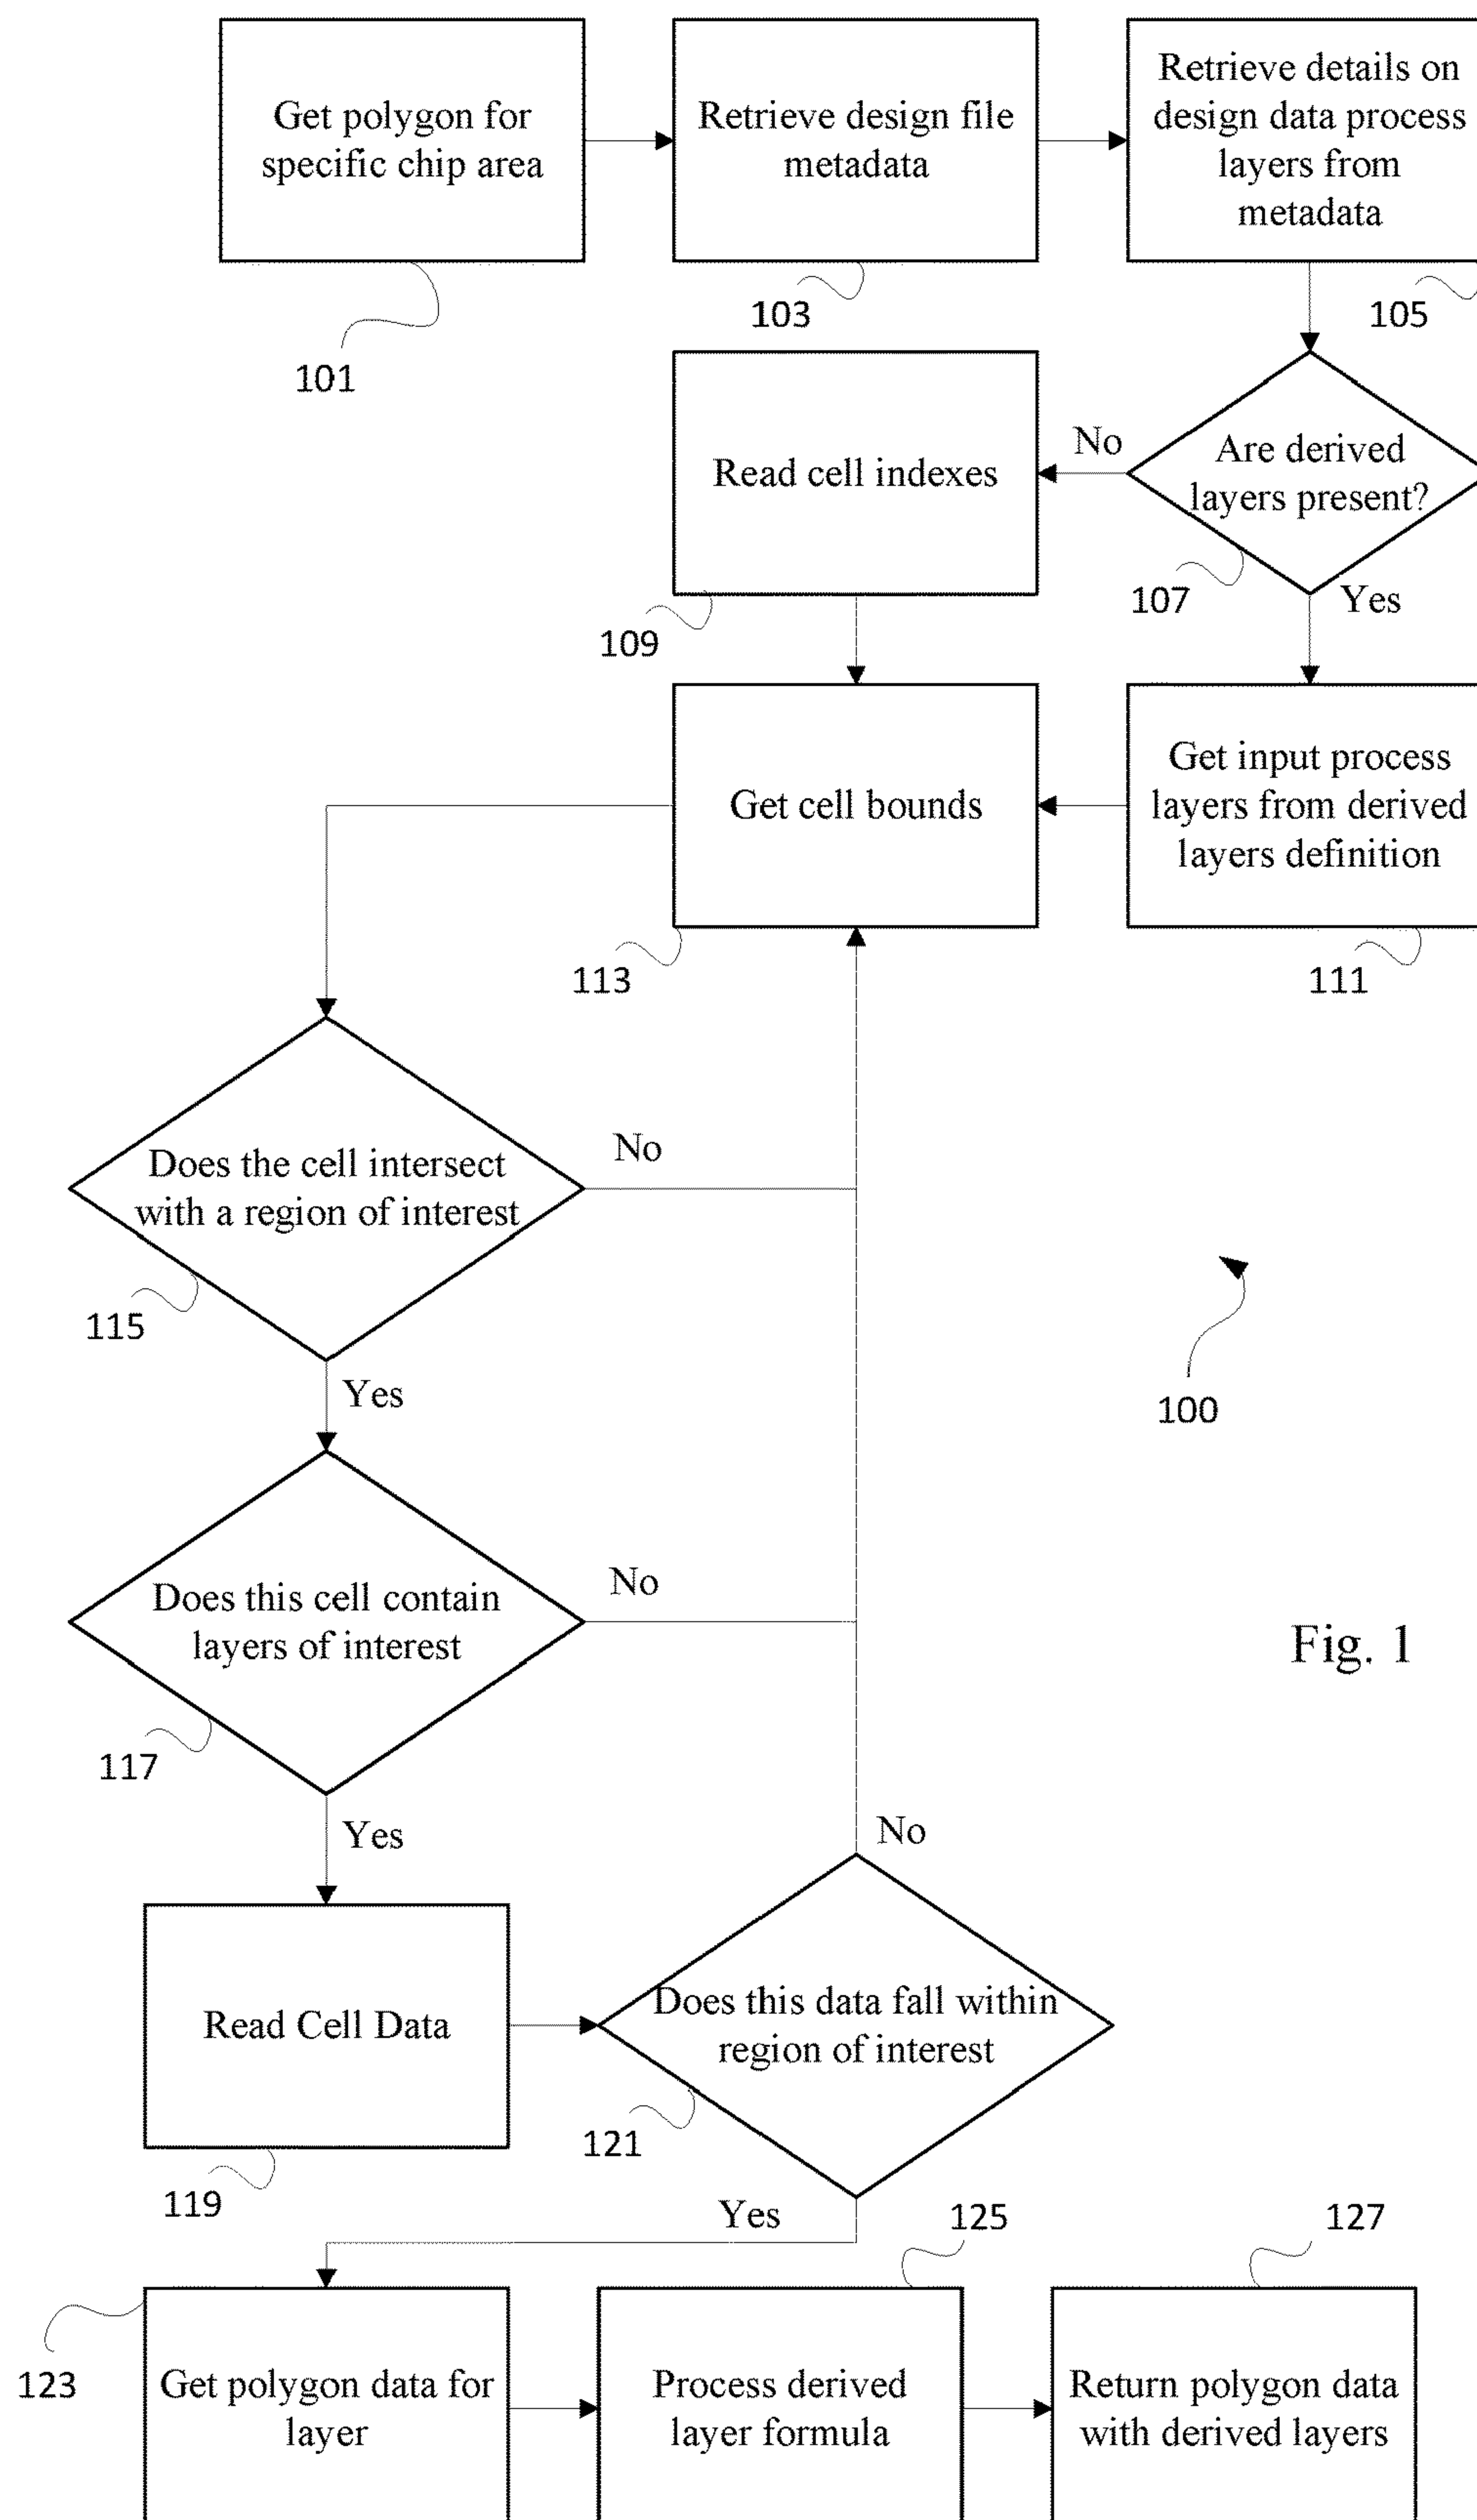 Get polygon for
specific chip area
Retrieve design file
metadata
Retrieve details on
design data process
layers from
metadata
101
103
105
Read cell indexes
No
Are derived
layers present?
107
Yes
109
Get cell bounds
Get input process
layers from derived
layers definition
113
111
Does the cell intersect
with a region of interest
No
115
Yes
100
Does this cell contain
layers of interest
No
Fig. 1
117
Yes
No
Read Cell Data
Does this data fall within
region of interest
119
121
Yes
125
127
123
Get polygon data for
layer
Process derived
layer formula
Return polygon data
with derived layers